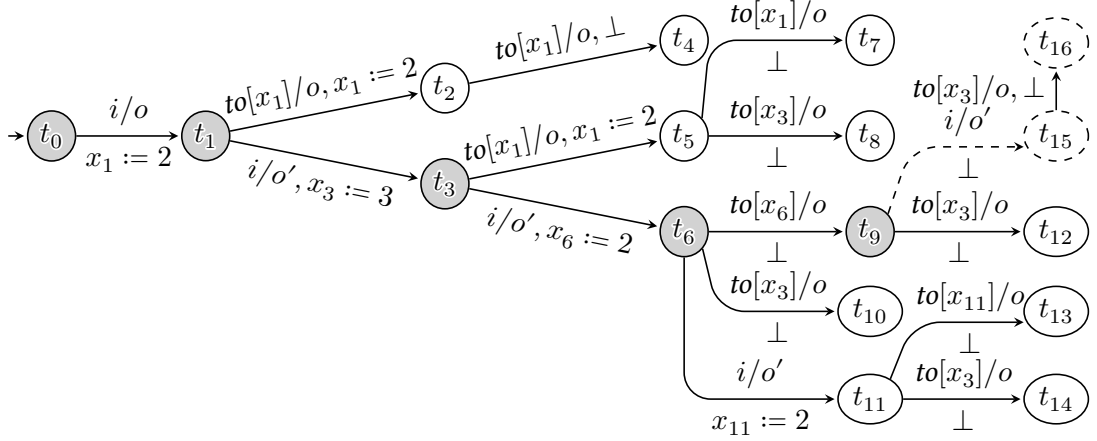 t₀
i/o
x₁ := 2
t₁
to[x₁]/o, x₁ := 2
t₂
to[x₁]/o, ⊥
t₄
i/o′, x₃ := 3
t₃
to[x₁]/o, x₁ := 2
t₅
to[x₁]/o
⊥
t₇
to[x₃]/o
⊥
t₈
i/o′, x₆ := 2
t₆
to[x₆]/o
⊥
t₉
i/o′
⊥
t₁₅
to[x₃]/o, ⊥
t₁₆
to[x₃]/o
⊥
t₁₂
to[x₃]/o
⊥
t₁₀
i/o′
x₁₁ := 2
t₁₁
to[x₁₁]/o
⊥
t₁₃
to[x₃]/o
⊥
t₁₄